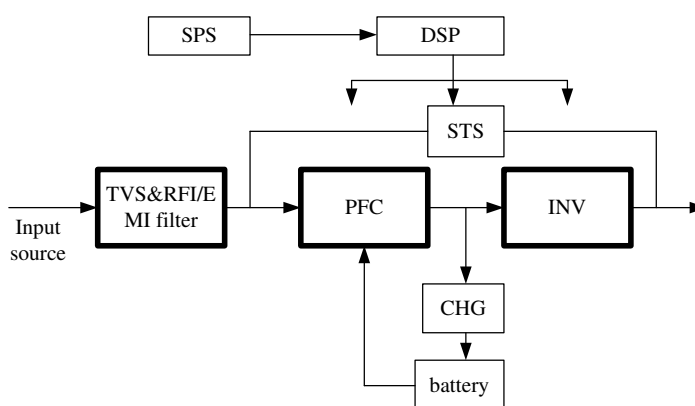 SPS
DSP
STS
TVS&RFI/E
MI filter
PFC
INV
Input
source
CHG
battery